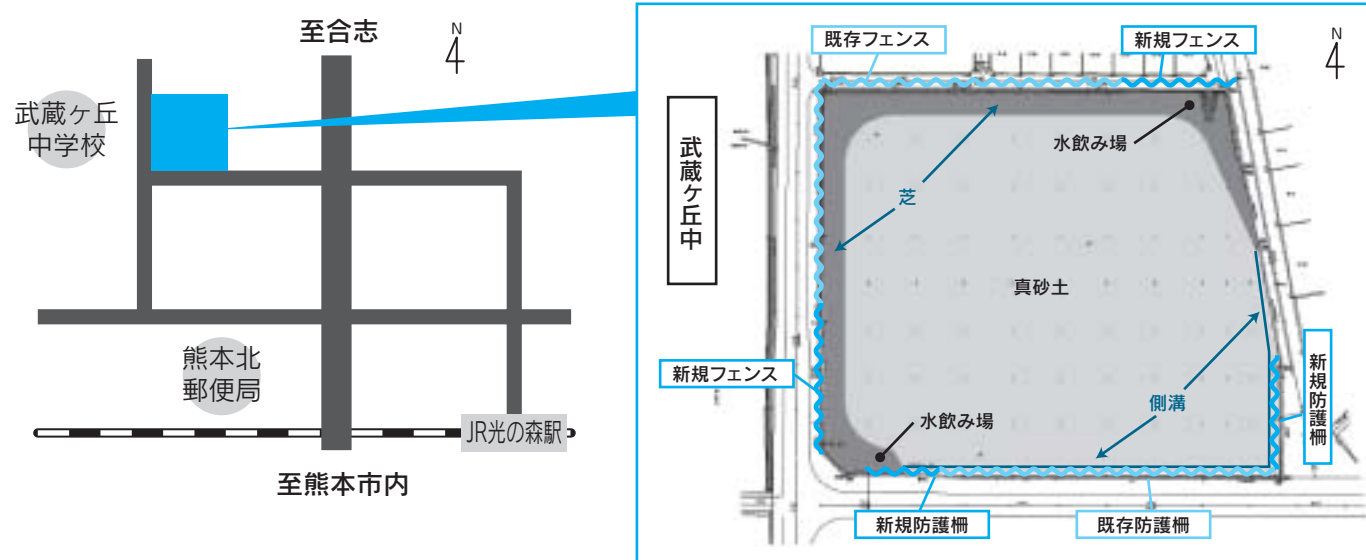 至合志
N
武蔵ヶ丘
中学校
熊本北
郵便局
JR光の森駅
至熊本市内
既存フェンス
新規フェンス
N
武蔵ヶ丘中
水飲み場
芝
真砂土
新規フェンス
側溝
新規防護柵
水飲み場
新規防護柵
既存防護柵